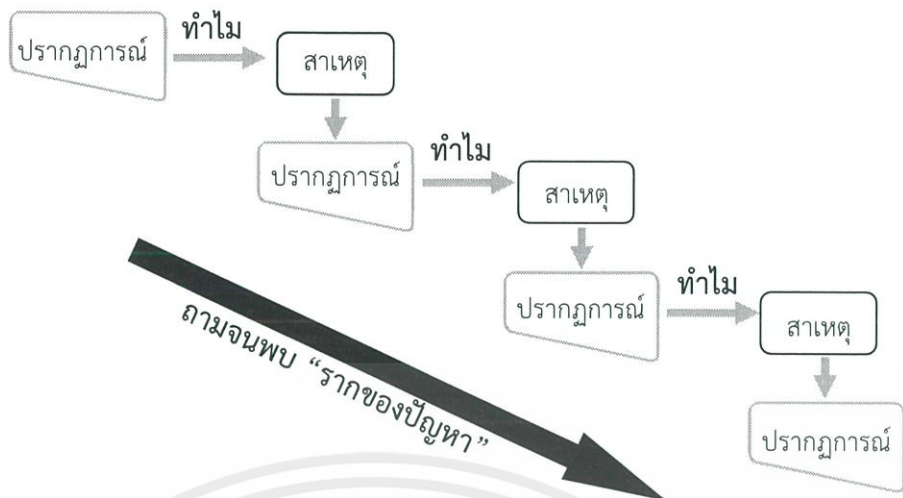 ปรากฏการณ์
ทำไม
สาเหตุ
ปรากฏการณ์
ทำไม
สาเหตุ
ปรากฏการณ์
ทำไม
สาเหตุ
ปรากฏการณ์
ถามจนพบ “รากของปัญหา”